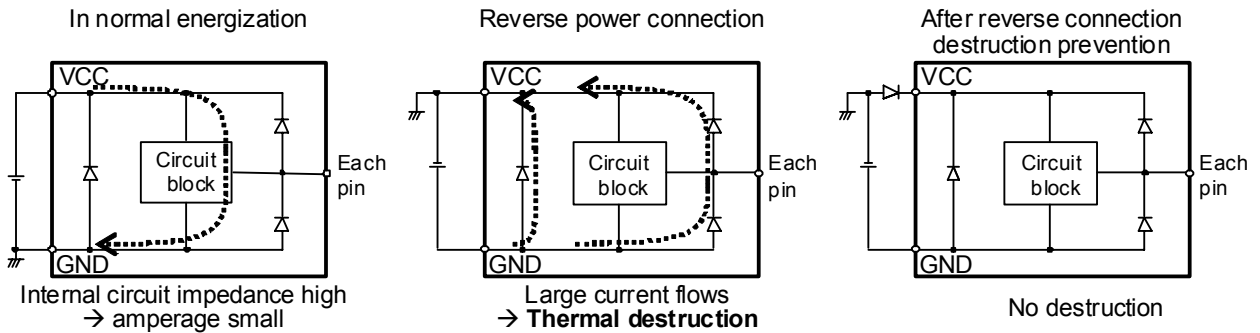 In normal energization
VCC
Circuit
block
Each
pin
GND
Internal circuit impedance high
→ amperage small
Reverse power connection
VCC
Circuit
block
Each
pin
GND
Large current flows
→ Thermal destruction
After reverse connection
destruction prevention
VCC
Circuit
block
Each
pin
GND
No destruction